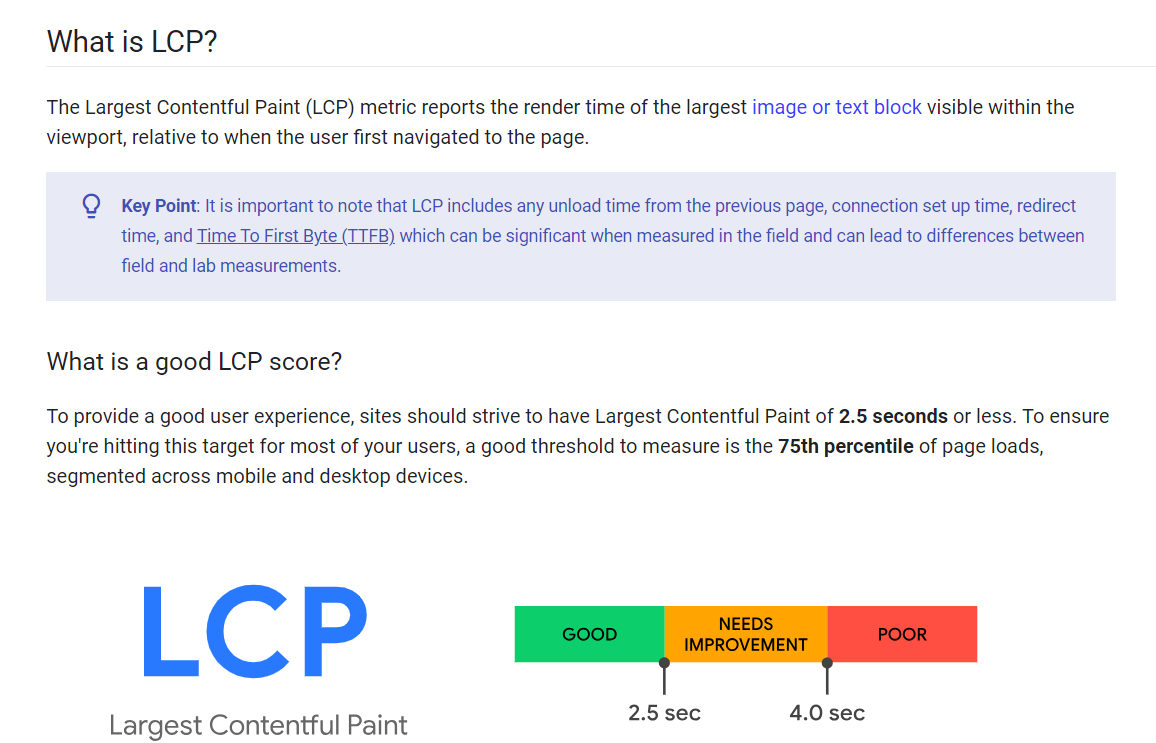 What is LCP?
The Largest Contentful Paint (LCP) metric reports the render time of the largest image or text block visible within the
viewport, relative to when the user first navigated to the page.
Key Point: It is important to note that LCP includes any unload time from the previous page, connection set up time, redirect
time, and Time To First Byte (TTFB) which can be significant when measured in the field and can lead to differences between
field and lab measurements.
What is a good LCP score?
To provide a good user experience, sites should strive to have Largest Contentful Paint of 2.5 seconds or less. To ensure
you're hitting this target for most of your users, a good threshold to measure is the 75th percentile of page loads,
segmented across mobile and desktop devices.
LCP
Largest Contentful Paint
GOOD
NEEDS
IMPROVEMENT
POOR
2.5 sec
4.0 sec